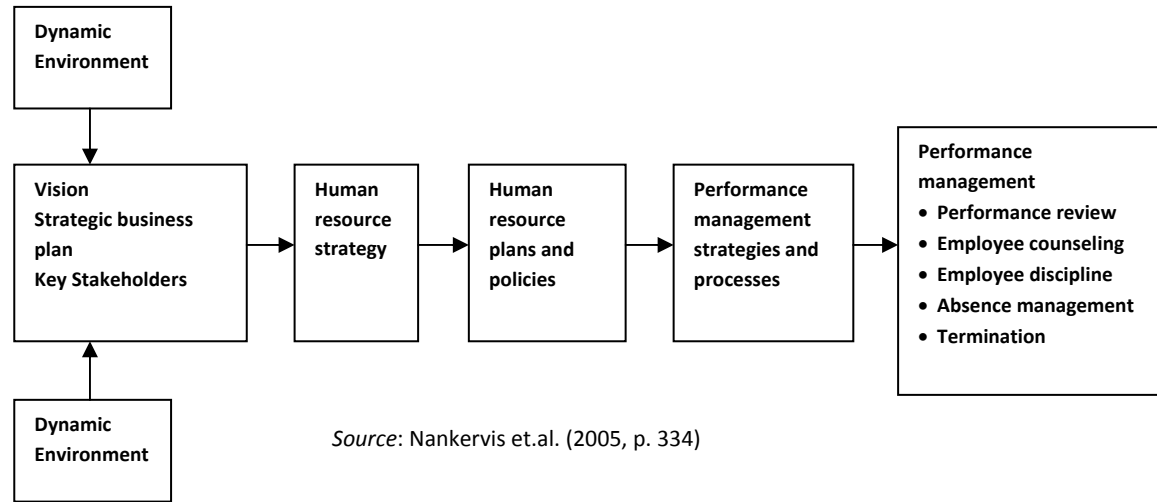 Dynamic
Environment
Vision
Strategic business
plan
Key Stakeholders
Human
resource
strategy
Human
resource
plans and
policies
Performance
management
strategies and
processes
Performance
management
• Performance review
• Employee counseling
• Employee discipline
• Absence management
• Termination
Dynamic
Environment
Source: Nankervis et.al. (2005, p. 334)